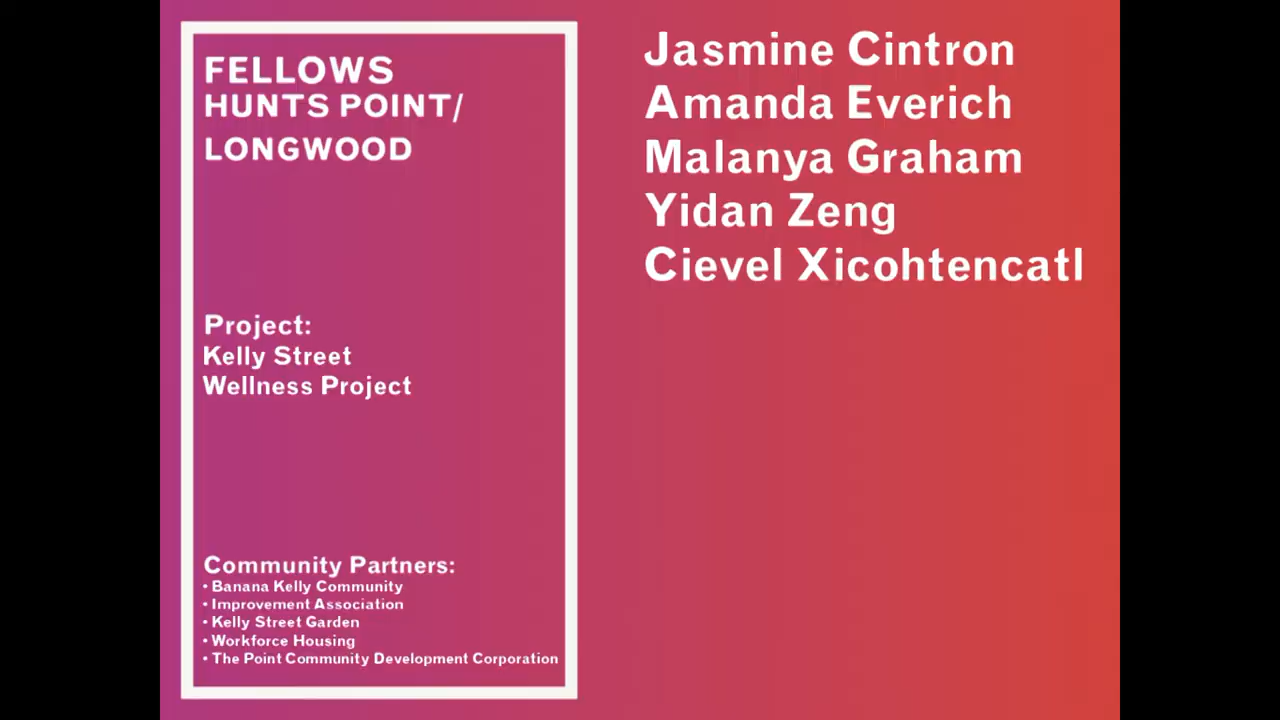 FELLOWS
HUNTS POINT/
LONGWOOD
Project:
Kelly Street
Wellness Project
Community Partners:
• Banana Kelly Community
• Improvement Association
• Kelly Street Garden
• Workforce Housing
• The Point Community Development Corporation
Jasmine Cintron
Amanda Everich
Malanya Graham
Yidan Zeng
Cievel Xicohtencatl